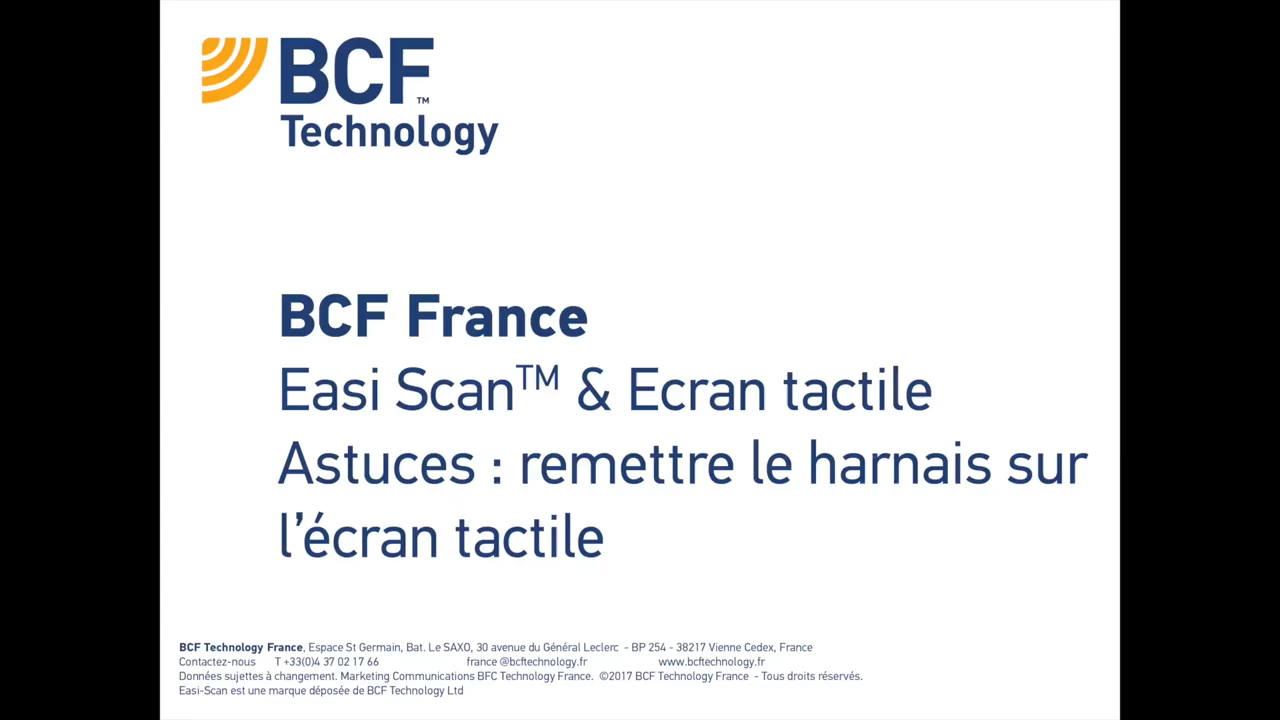 BCF™
Technology
BCF France
Easi Scan™ & Ecran tactile
Astuces : remettre le harnais sur
l’écran tactile
BCF Technology France, Espace St Germain, Bat. Le SAXO, 30 avenue du Général Leclerc - BP 254 - 38217 Vienne Cedex, France
Contactez-nous T +33(0)4 37 02 17 66 france @bcftechnology.fr www.bcftechnology.fr
Données sujettes à changement. Marketing Communications BFC Technology France. ©2017 BCF Technology France - Tous droits réservés.
Easi-Scan est une marque déposée de BCF Technology Ltd